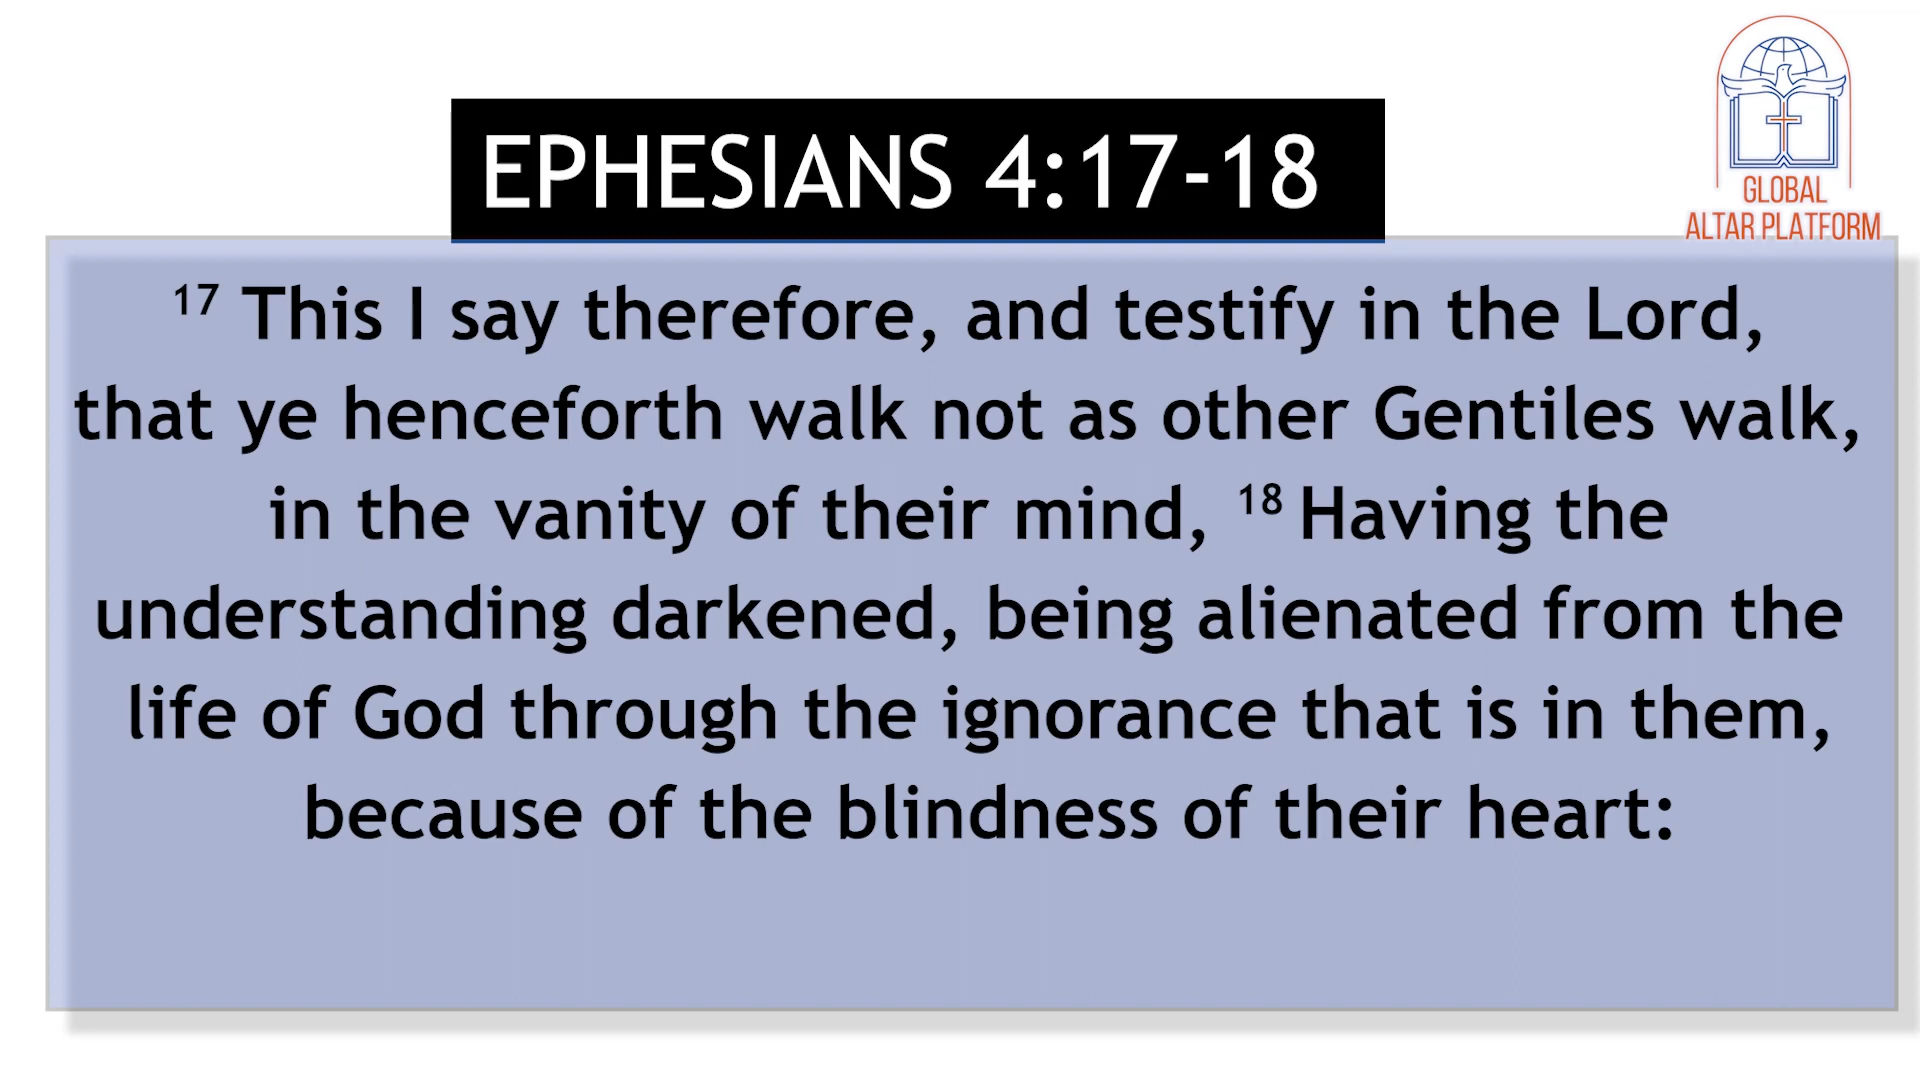 GLOBAL
ALTAR PLATFORM
EPHESIANS 4:17-18
17 This I say therefore, and testify in the Lord,
that ye henceforth walk not as other Gentiles walk,
in the vanity of their mind, 18 Having the
understanding darkened, being alienated from the
life of God through the ignorance that is in them,
because of the blindness of their heart: